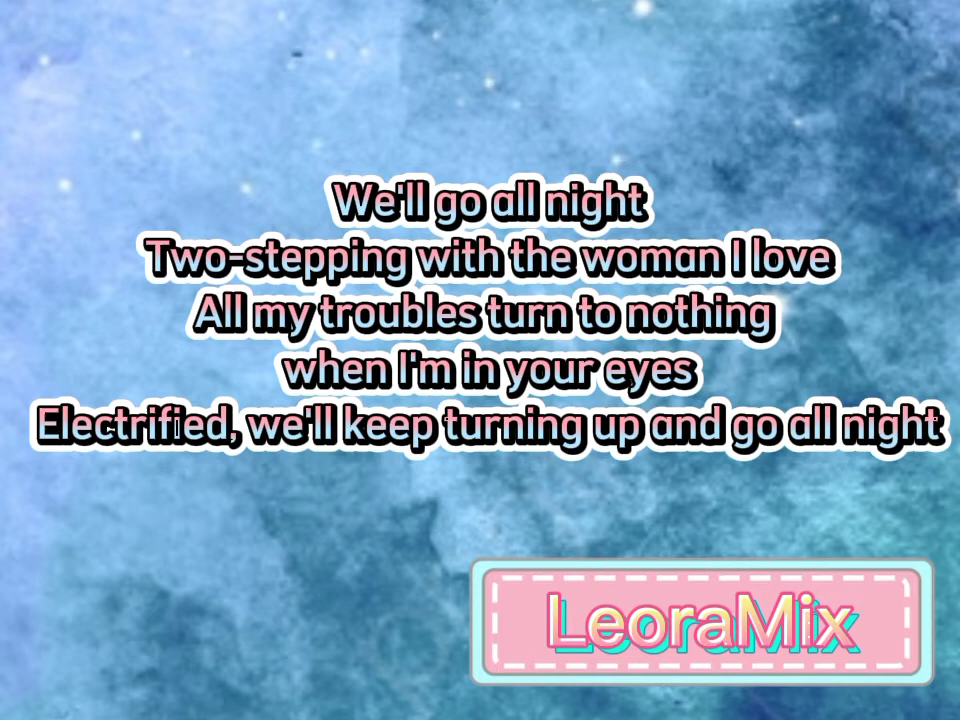 We'll go all night
Two-stepping with the woman I love
All my troubles turn to nothing
when I'm in your eyes
Electrified, we'll keep turning up and go all night
LeoraMix